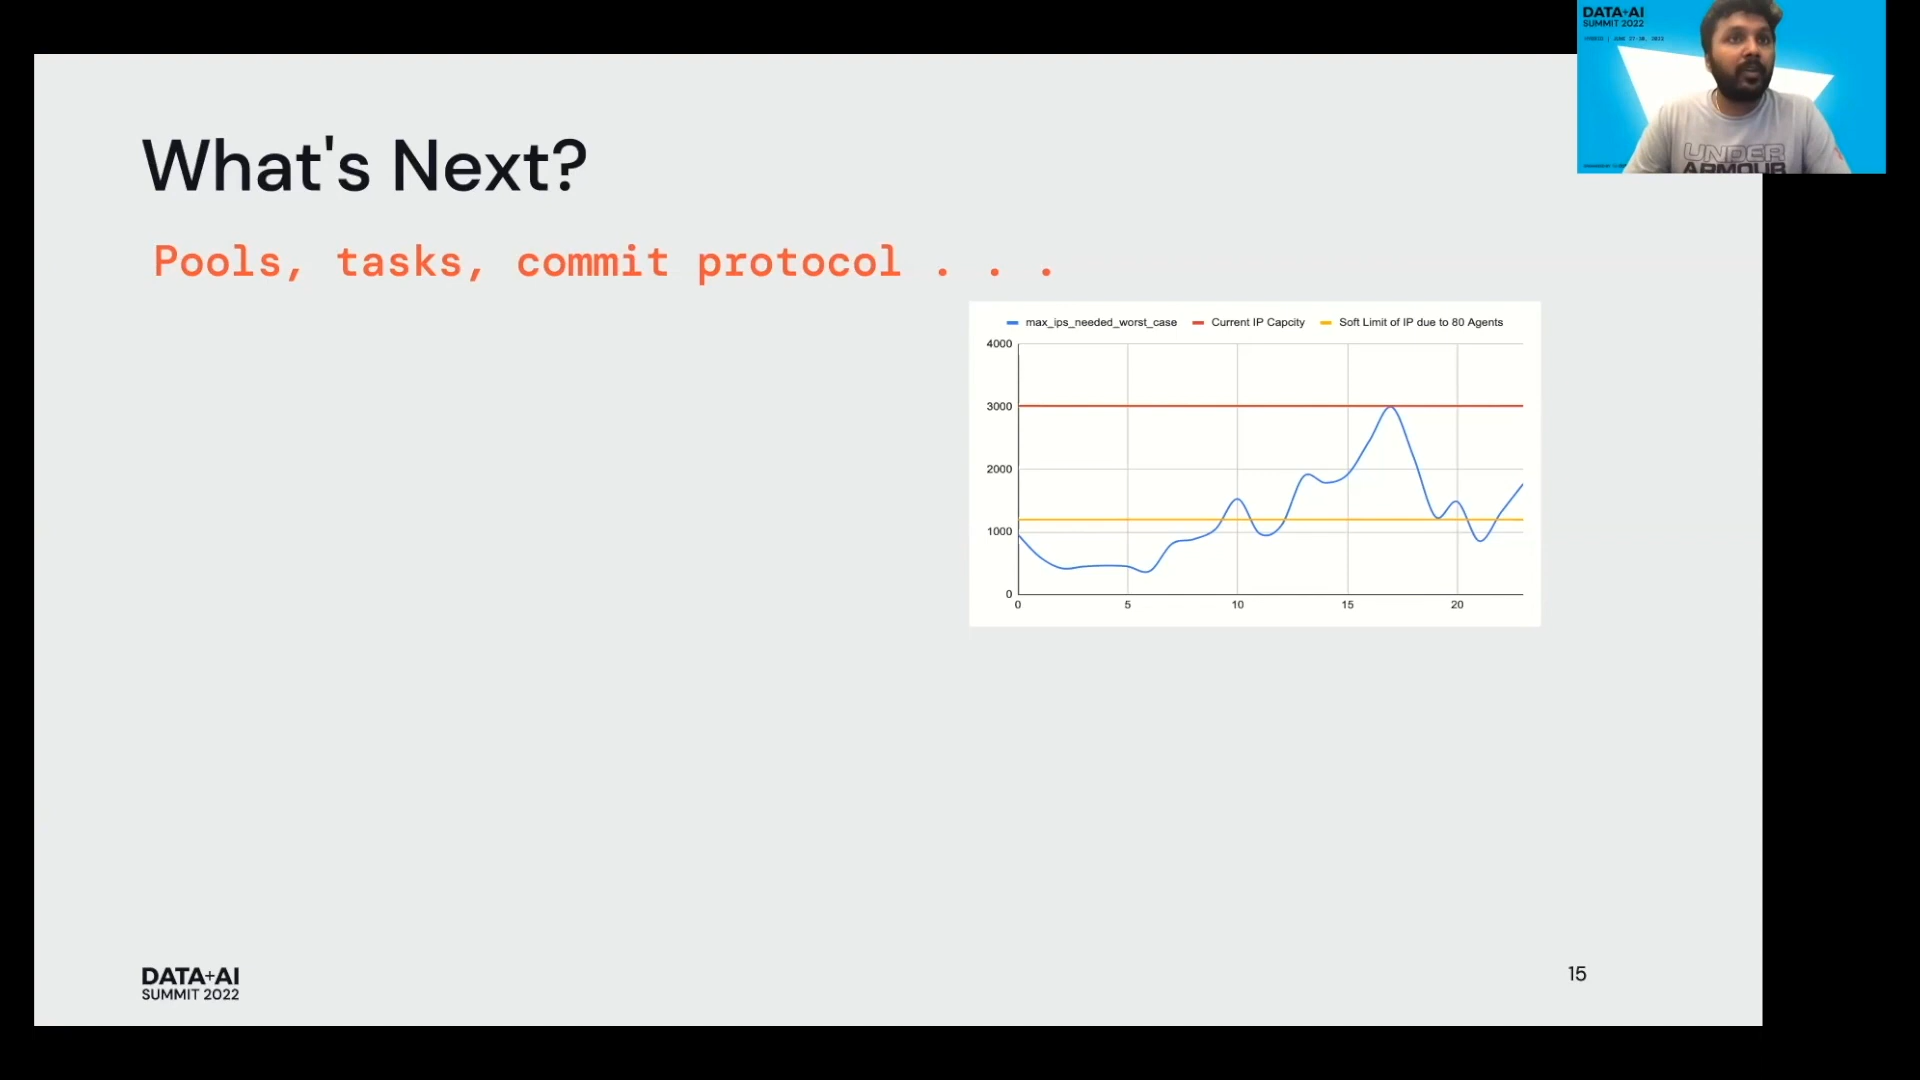 What's Next?
Pools, tasks, commit protocol . . .
max_ips_needed_worst_case Current IP Capcity Soft Limit of IP due to 80 Agents
4000
3000
2000
1000
0
0 5 10 15 20
DATA+AI
SUMMIT 2022
15
DATA+AI
SUMMIT 2022
UNDER
ARMOUR